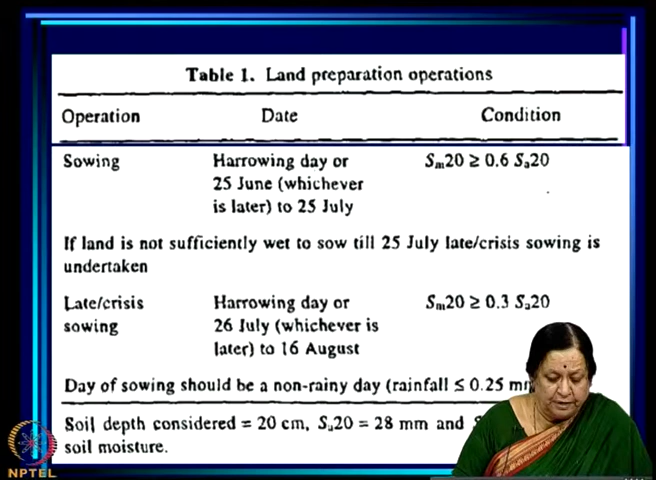 Table 1. Land preparation operations
Operation Date Condition
Sowing Harrowing day or Sm20 ≥ 0.6 Sa20
25 June (whichever
is later) to 25 July
If land is not sufficiently wet to sow till 25 July late/crisis sowing is
undertaken
Late/crisis Harrowing day or Sm20 ≥ 0.3 Sa20
sowing 26 July (whichever is
later) to 16 August
Day of sowing should be a non-rainy day (rainfall ≤ 0.25
Soil depth considered = 20 cm, Sa20 = 28 mm and
soil moisture.
NPTEL